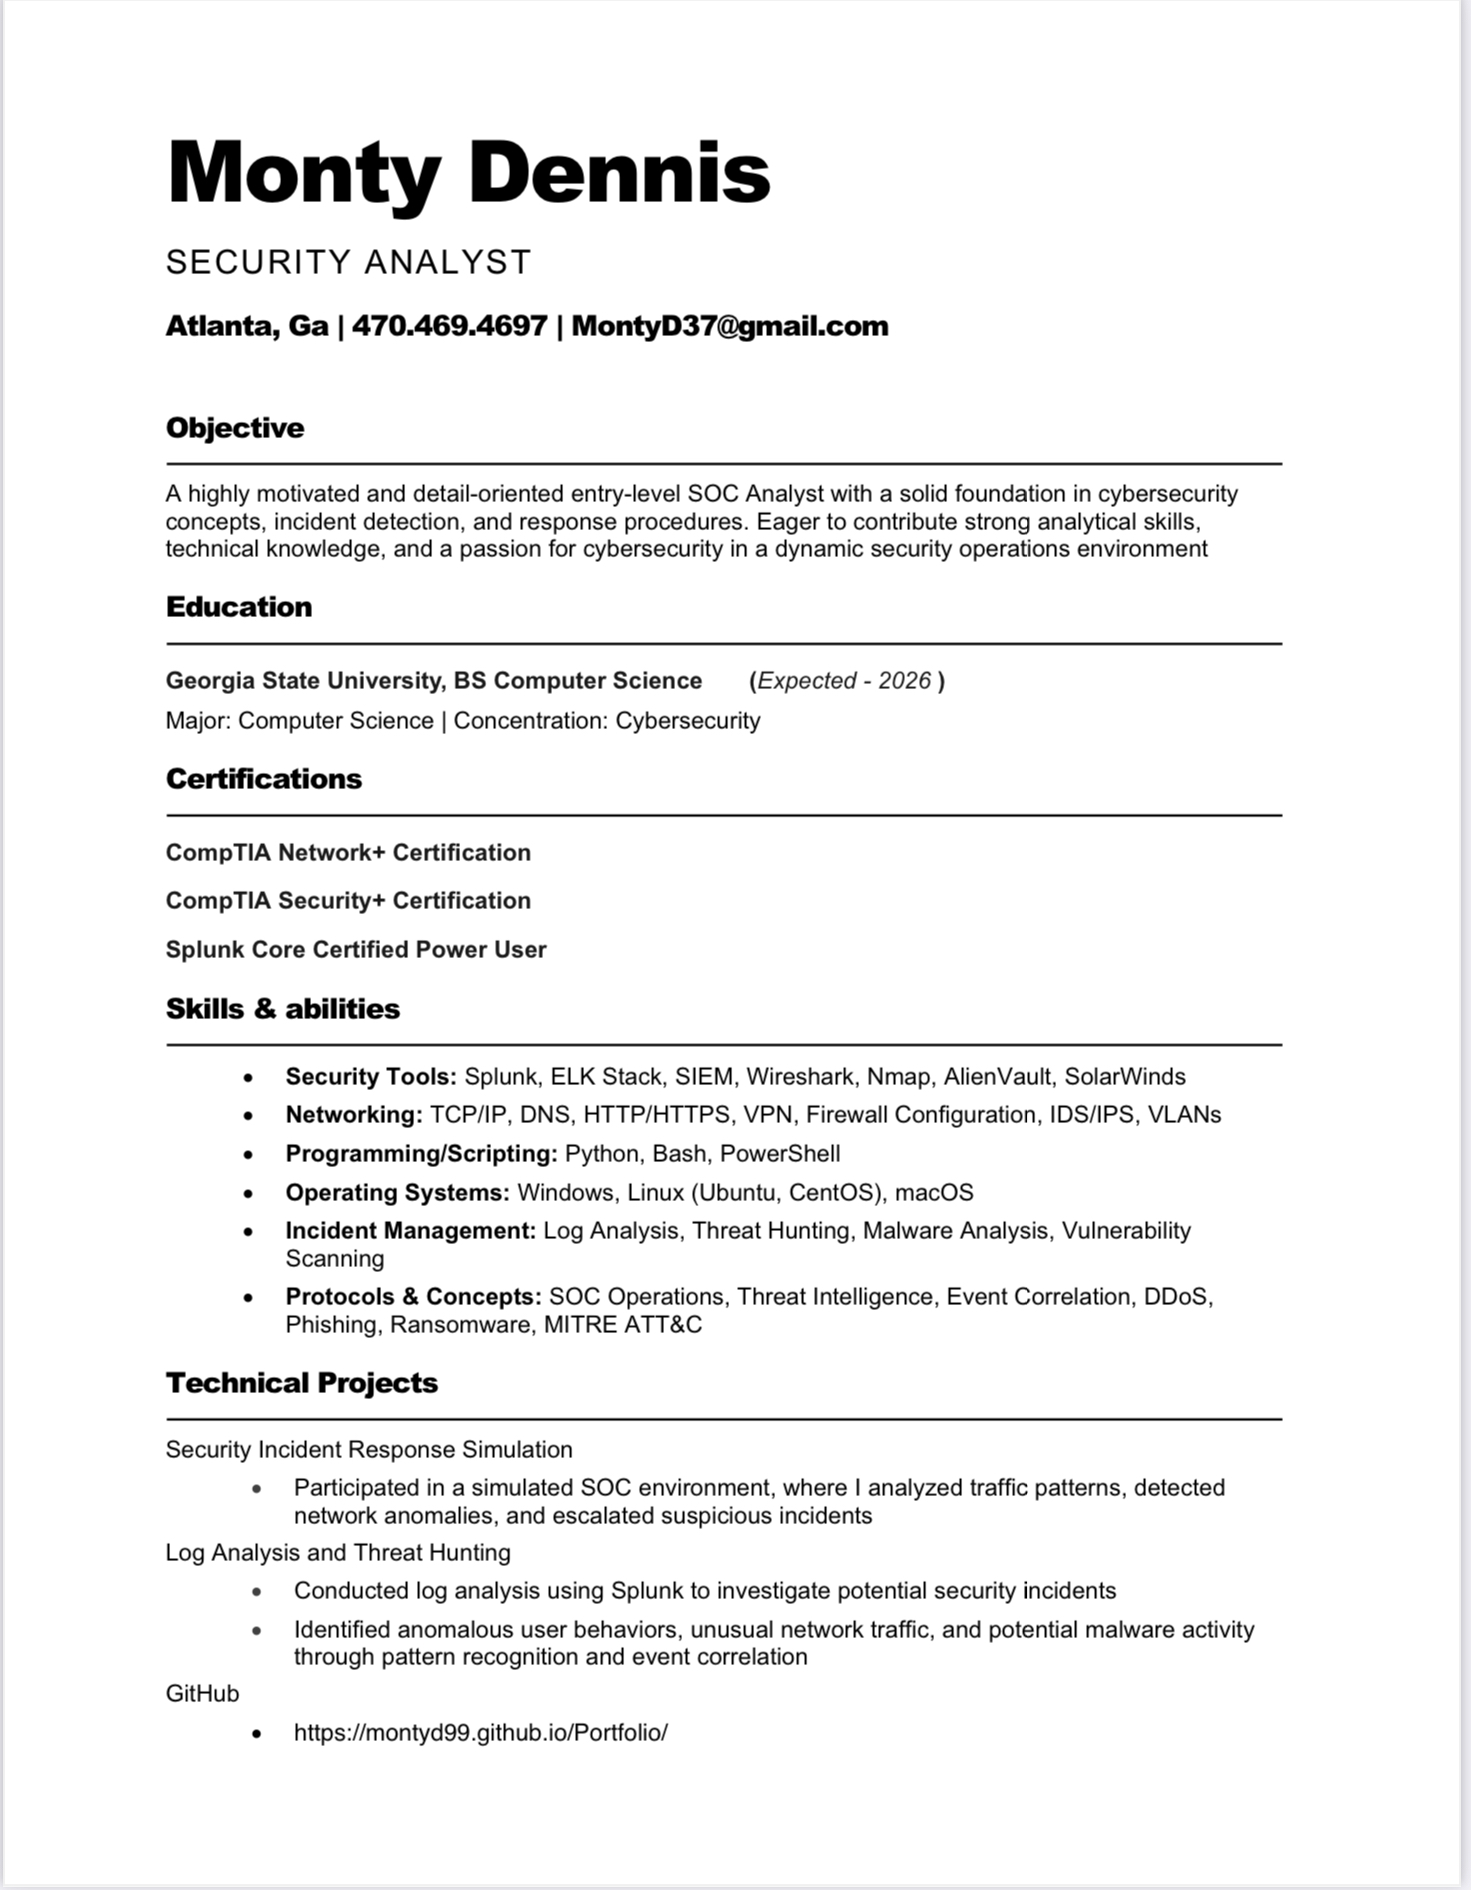 Monty Dennis
SECURITY ANALYST
Atlanta, Ga | 470.469.4697 | MontyD37@gmail.com
Objective
A highly motivated and detail-oriented entry-level SOC Analyst with a solid foundation in cybersecurity
concepts, incident detection, and response procedures. Eager to contribute strong analytical skills,
technical knowledge, and a passion for cybersecurity in a dynamic security operations environment
Education
Georgia State University, BS Computer Science (Expected - 2026 )
Major: Computer Science | Concentration: Cybersecurity
Certifications
CompTIA Network+ Certification
CompTIA Security+ Certification
Splunk Core Certified Power User
Skills & abilities
• Security Tools: Splunk, ELK Stack, SIEM, Wireshark, Nmap, AlienVault, SolarWinds
• Networking: TCP/IP, DNS, HTTP/HTTPS, VPN, Firewall Configuration, IDS/IPS, VLANs
• Programming/Scripting: Python, Bash, PowerShell
• Operating Systems: Windows, Linux (Ubuntu, CentOS), macOS
• Incident Management: Log Analysis, Threat Hunting, Malware Analysis, Vulnerability
Scanning
• Protocols & Concepts: SOC Operations, Threat Intelligence, Event Correlation, DDoS,
Phishing, Ransomware, MITRE ATT&C
Technical Projects
Security Incident Response Simulation
• Participated in a simulated SOC environment, where I analyzed traffic patterns, detected
network anomalies, and escalated suspicious incidents
Log Analysis and Threat Hunting
• Conducted log analysis using Splunk to investigate potential security incidents
• Identified anomalous user behaviors, unusual network traffic, and potential malware activity
through pattern recognition and event correlation
GitHub
• https://montyd99.github.io/Portfolio/